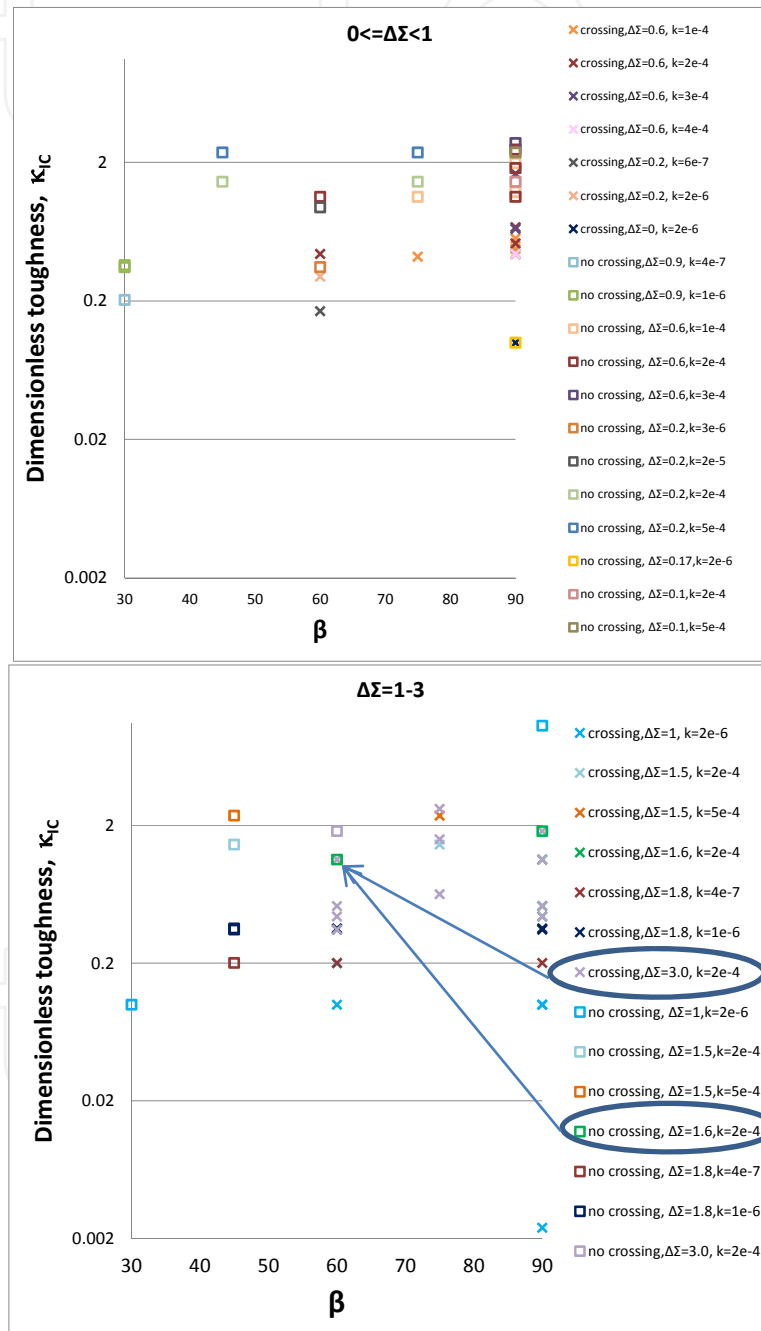 0<=ΔΣ<1
Dimensionless toughness, κIC
2
0.2
0.02
0.002
30 40 50 60 70 80 90
β
crossing,ΔΣ=0.6, k=1e-4
crossing,ΔΣ=0.6, k=2e-4
crossing,ΔΣ=0.6, k=3e-4
crossing,ΔΣ=0.6, k=4e-4
crossing,ΔΣ=0.2, k=6e-7
crossing,ΔΣ=0.2, k=2e-6
crossing,ΔΣ=0, k=2e-6
no crossing,ΔΣ=0.9, k=4e-7
no crossing,ΔΣ=0.9, k=1e-6
no crossing, ΔΣ=0.6,k=1e-4
no crossing, ΔΣ=0.6,k=2e-4
no crossing, ΔΣ=0.6,k=3e-4
no crossing, ΔΣ=0.2,k=3e-6
no crossing, ΔΣ=0.2,k=2e-5
no crossing, ΔΣ=0.2,k=2e-4
no crossing, ΔΣ=0.2,k=5e-4
no crossing, ΔΣ=0.17,k=2e-6
no crossing, ΔΣ=0.1,k=2e-4
no crossing, ΔΣ=0.1,k=5e-4
ΔΣ=1-3
Dimensionless toughness, κIC
2
0.2
0.02
0.002
30 40 50 60 70 80 90
β
crossing,ΔΣ=1, k=2e-6
crossing,ΔΣ=1.5, k=2e-4
crossing,ΔΣ=1.5, k=5e-4
crossing,ΔΣ=1.6, k=2e-4
crossing,ΔΣ=1.8, k=4e-7
crossing,ΔΣ=1.8, k=1e-6
crossing,ΔΣ=3.0, k=2e-4
no crossing, ΔΣ=1,k=2e-6
no crossing, ΔΣ=1.5,k=2e-4
no crossing, ΔΣ=1.5,k=5e-4
no crossing, ΔΣ=1.6,k=2e-4
no crossing, ΔΣ=1.8,k=4e-7
no crossing, ΔΣ=1.8,k=1e-6
no crossing,ΔΣ=3.0, k=2e-4